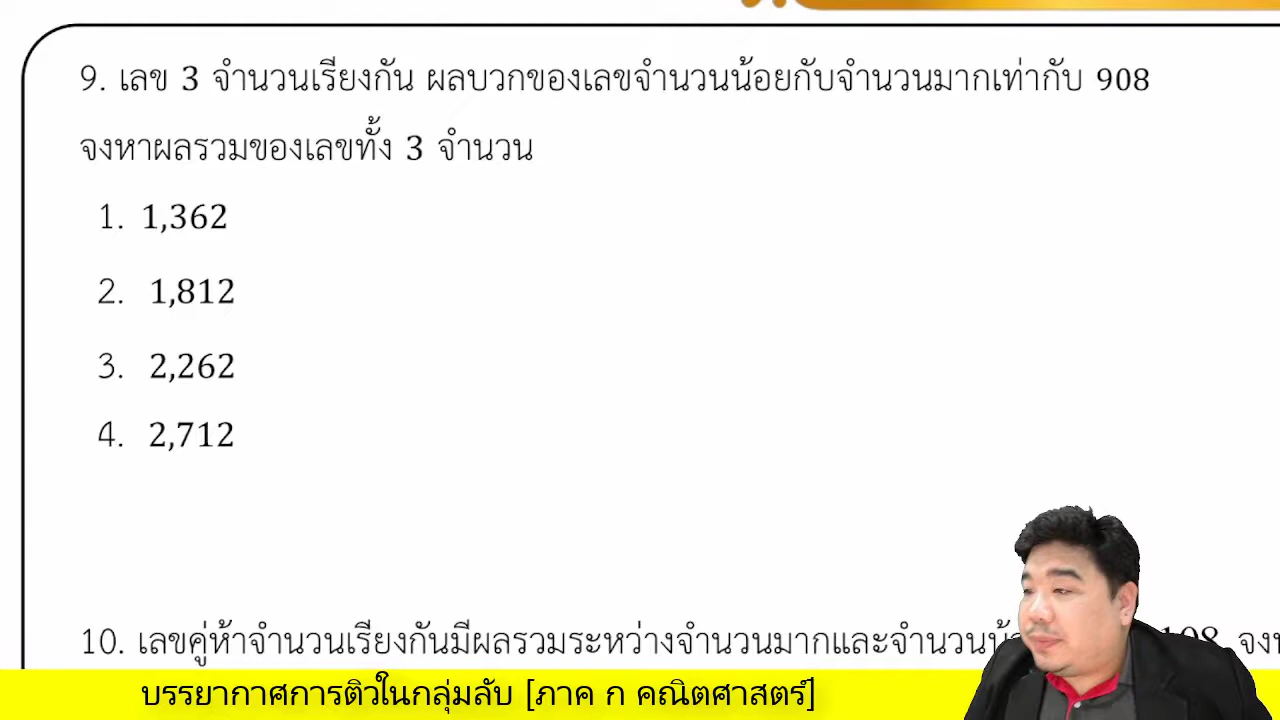 9. เลข 3 จำนวนเรียงกัน ผลบวกของเลขจำนวนน้อยกับจำนวนมากเท่ากับ 908
จงหาผลรวมของเลขทั้ง 3 จำนวน
1. 1,362
2. 1,812
3. 2,262
4. 2,712
10. เลขคู่ห้าจำนวนเรียงกันมีผลรวมระหว่างจำนวนมากและจำนวน
บรรยากาศการติวในกลุ่มลับ [ภาค ก คณิตศาสตร์]